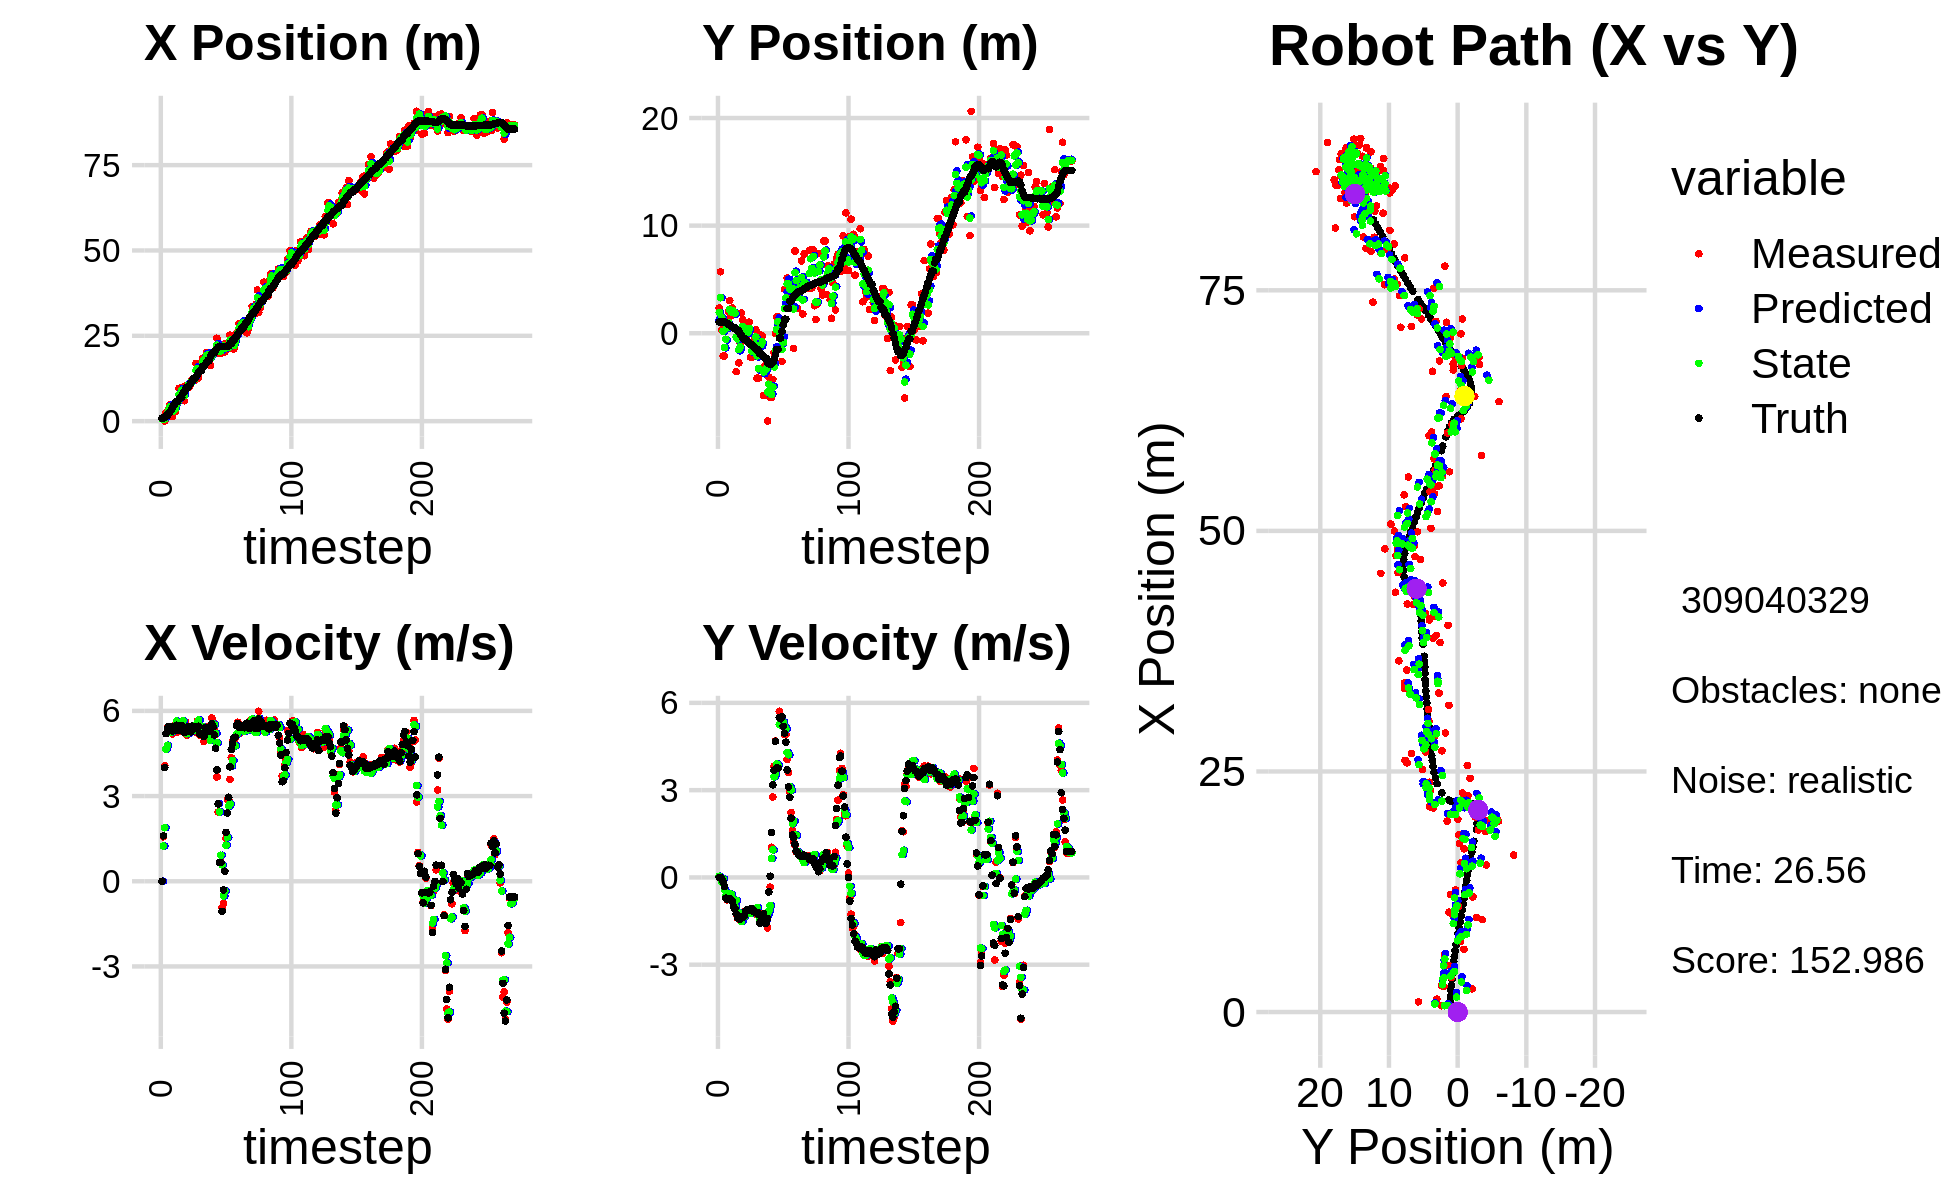 X Position (m)
75
50
25
0
0
100
200
timestep
Y Position (m)
20
10
0
0
100
200
timestep
X Velocity (m/s)
6
3
0
-3
0
100
200
timestep
Y Velocity (m/s)
6
3
0
-3
0
100
200
timestep
Robot Path (X vs Y)
X Position (m)
75
50
25
0
20 10 0 -10 -20
Y Position (m)
variable
Measured
Predicted
State
Truth
309040329
Obstacles: none
Noise: realistic
Time: 26.56
Score: 152.986